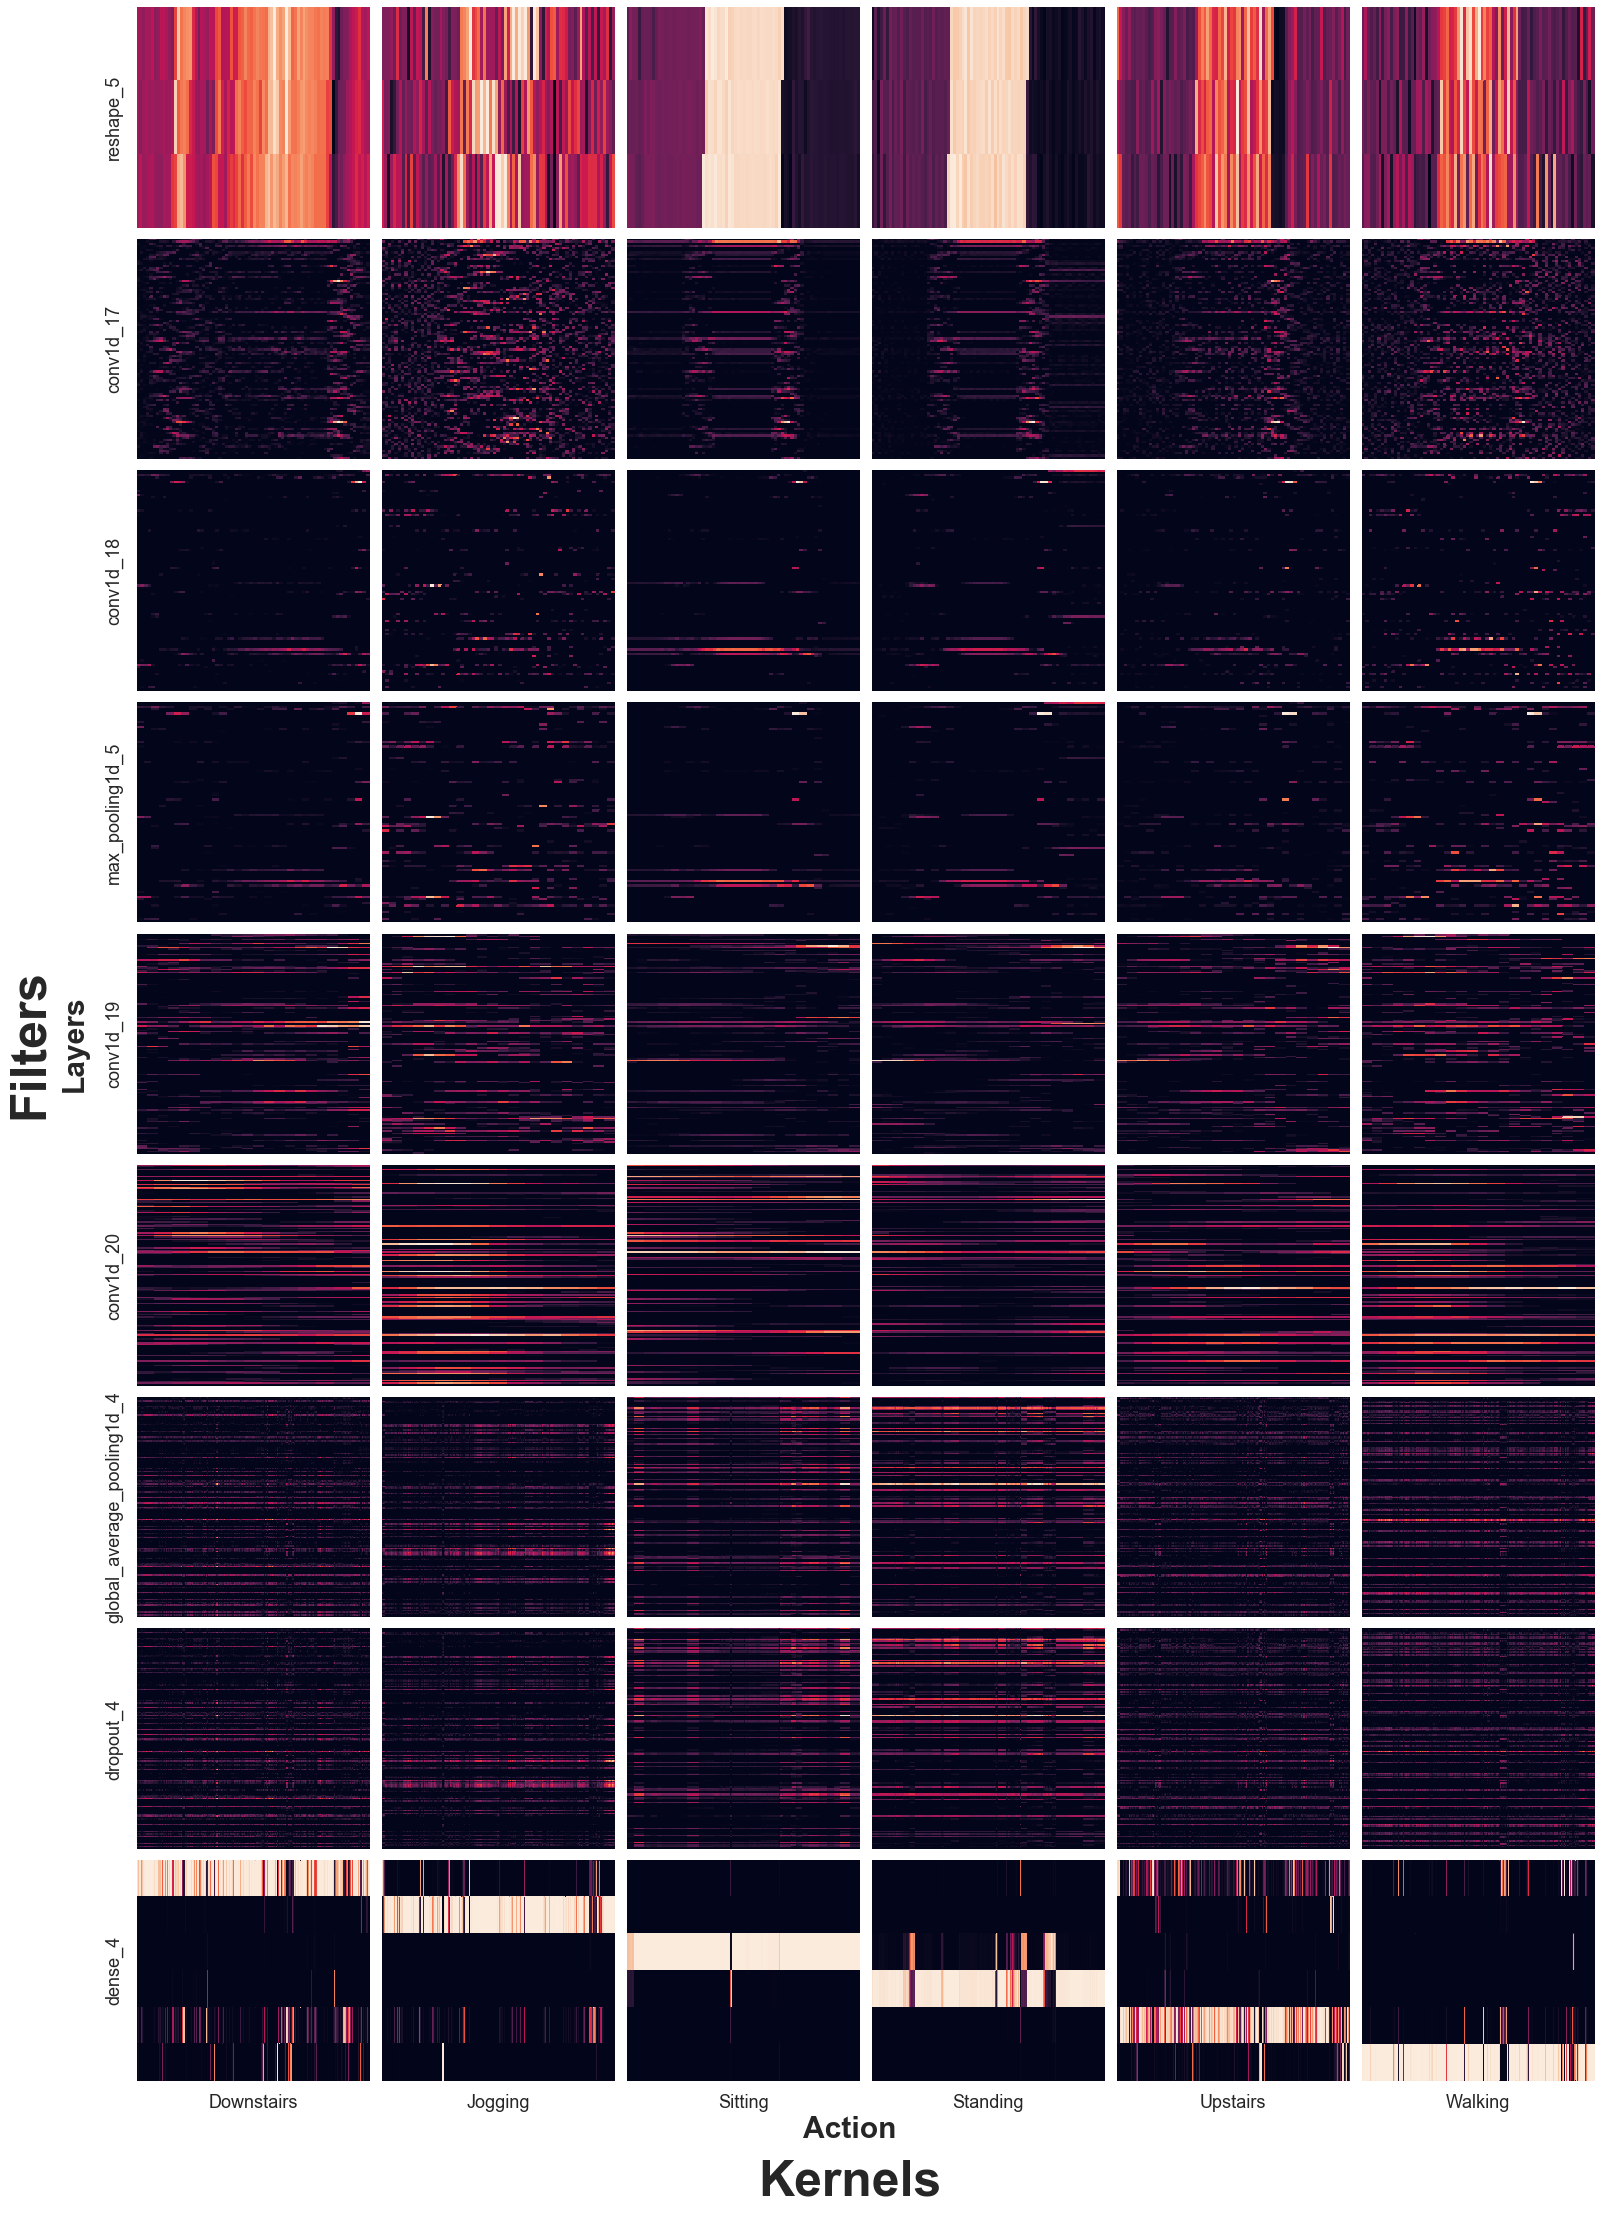 Filters
Layers
reshape_5
conv1d_17
conv1d_18
max_pooling1d_5
conv1d_19
conv1d_20
global_average_pooling1d_4
dropout_4
dense_4
Downstairs
Jogging
Sitting
Standing
Upstairs
Walking
Action
Kernels